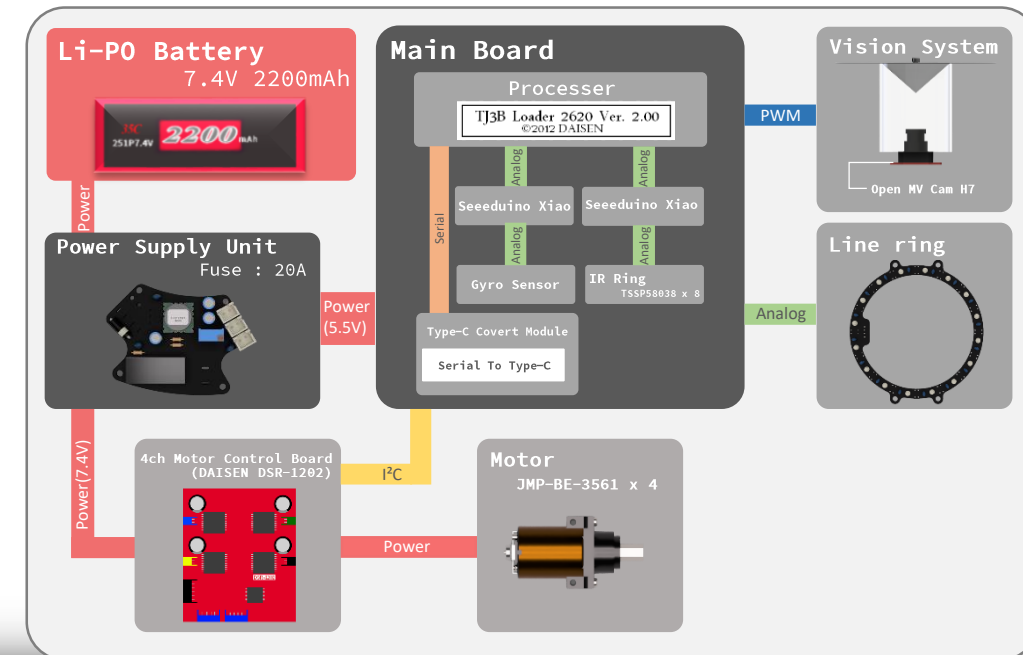 Li-PO Battery
7.4V 2200mAh
35C
2S1P7.4V 2200 mAh
Power
Power Supply Unit
Fuse : 20A
Power
(5.5V)
Power(7.4V)
Main Board
Processer
TJ3B Loader 2620 Ver. 2.00
©2012 DAISEN
Serial
Analog
Analog
Seeeduino Xiao
Seeeduino Xiao
Analog
Analog
Gyro Sensor
IR Ring
TSSP58038 x 8
Type-C Covert Module
Serial To Type-C
PWM
Vision System
Open MV Cam H7
Analog
Line ring
I²C
4ch Motor Control Board
(DAISEN DSR-1202)
Power
Motor
JMP-BE-3561 x 4